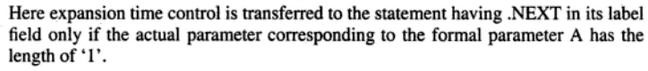 Here expansion time control is transferred to the statement having .NEXT in its label
field only if the actual parameter corresponding to the formal parameter A has the
length of ‘1’.